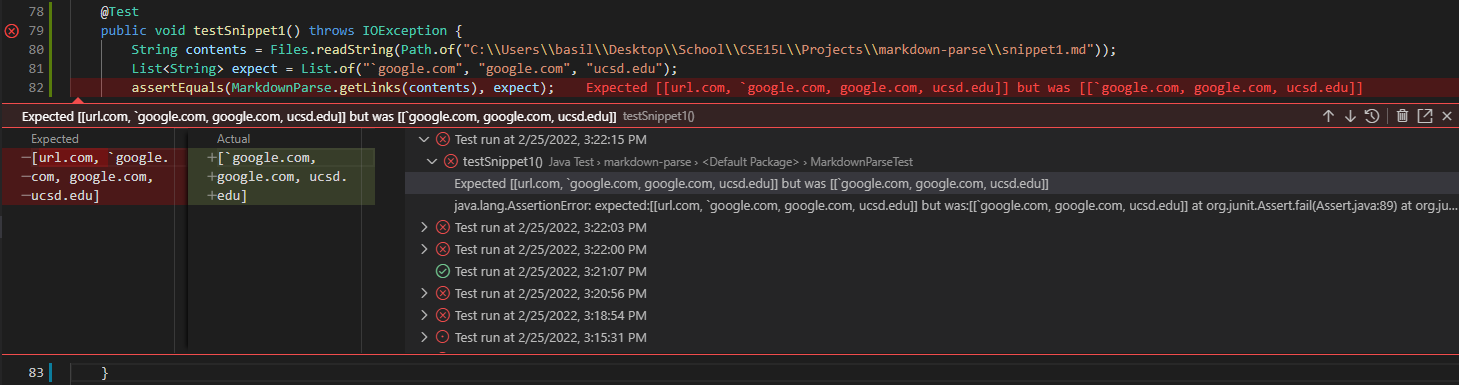 78 @Test
79 public void testSnippet1() throws IOException {
80 String contents = Files.readString(Path.of("C:\\Users\\basil\\Desktop\\School\\CSE15L\\Projects\\markdown-parse\\snippet1.md"));
81 List<String> expect = List.of("`google.com", "google.com", "ucsd.edu");
82 assertEquals(MarkdownParse.getLinks(contents), expect); Expected [[url.com, `google.com, google.com, ucsd.edu]] but was [[`google.com, google.com, ucsd.edu]]
Expected [[url.com, `google.com, google.com, ucsd.edu]] but was [[`google.com, google.com, ucsd.edu]] testSnippet1()
Expected
−[url.com, `google.
−com, google.com,
−ucsd.edu]
Actual
+[`google.com,
+google.com, ucsd.
+edu]
Test run at 2/25/2022, 3:22:15 PM
testSnippet1() Java Test › markdown-parse › <Default Package> › MarkdownParseTest
Expected [[url.com, `google.com, google.com, ucsd.edu]] but was [[`google.com, google.com, ucsd.edu]]
java.lang.AssertionError: expected:[[url.com, `google.com, google.com, ucsd.edu]] but was:[[`google.com, google.com, ucsd.edu]] at org.junit.Assert.fail(Assert.java:89) at org.ju...
Test run at 2/25/2022, 3:22:03 PM
Test run at 2/25/2022, 3:22:00 PM
Test run at 2/25/2022, 3:21:07 PM
Test run at 2/25/2022, 3:20:56 PM
Test run at 2/25/2022, 3:18:54 PM
Test run at 2/25/2022, 3:15:31 PM
83 }